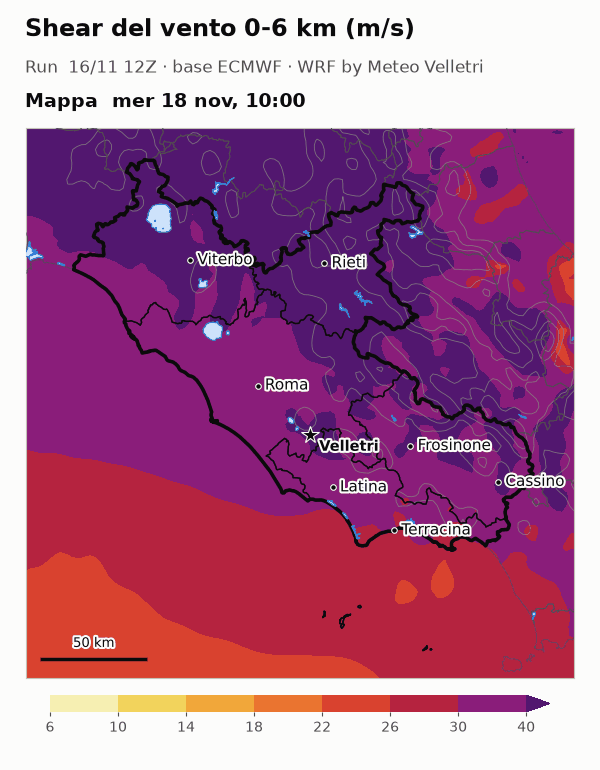 Shear del vento 0-6 km (m/s)
Run  16/11 12Z · base ECMWF · WRF by Meteo Velletri
Mappa  mer 18 nov, 10:00
Viterbo
Rieti
Roma
Velletri
Frosinone
Latina
Cassino
Terracina
50 km
6 10 14 18 22 26 30 40